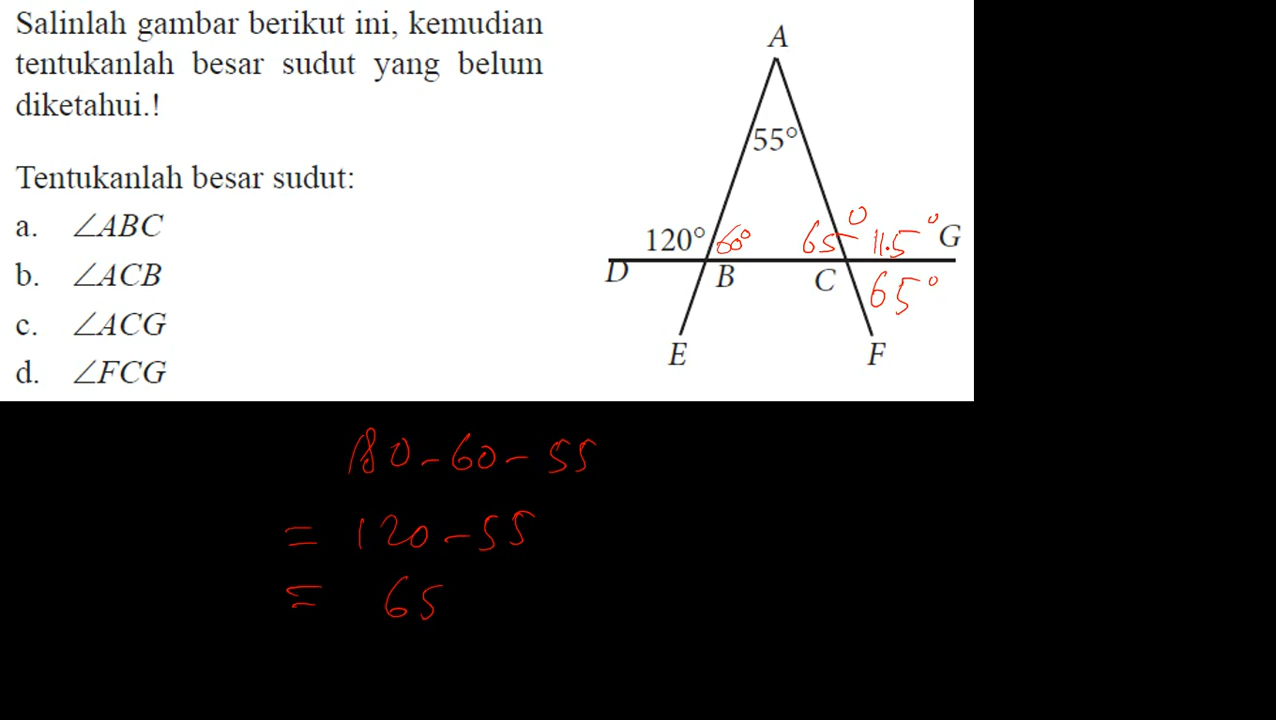 Salinlah gambar berikut ini, kemudian
tentukanlah besar sudut yang belum
diketahui.!
Tentukanlah besar sudut:
a. ∠ABC
b. ∠ACB
c. ∠ACG
d. ∠FCG
A
55°
120° 60° 65° 115° G
D B C 65°
E F
180-60-55
= 120-55
= 65